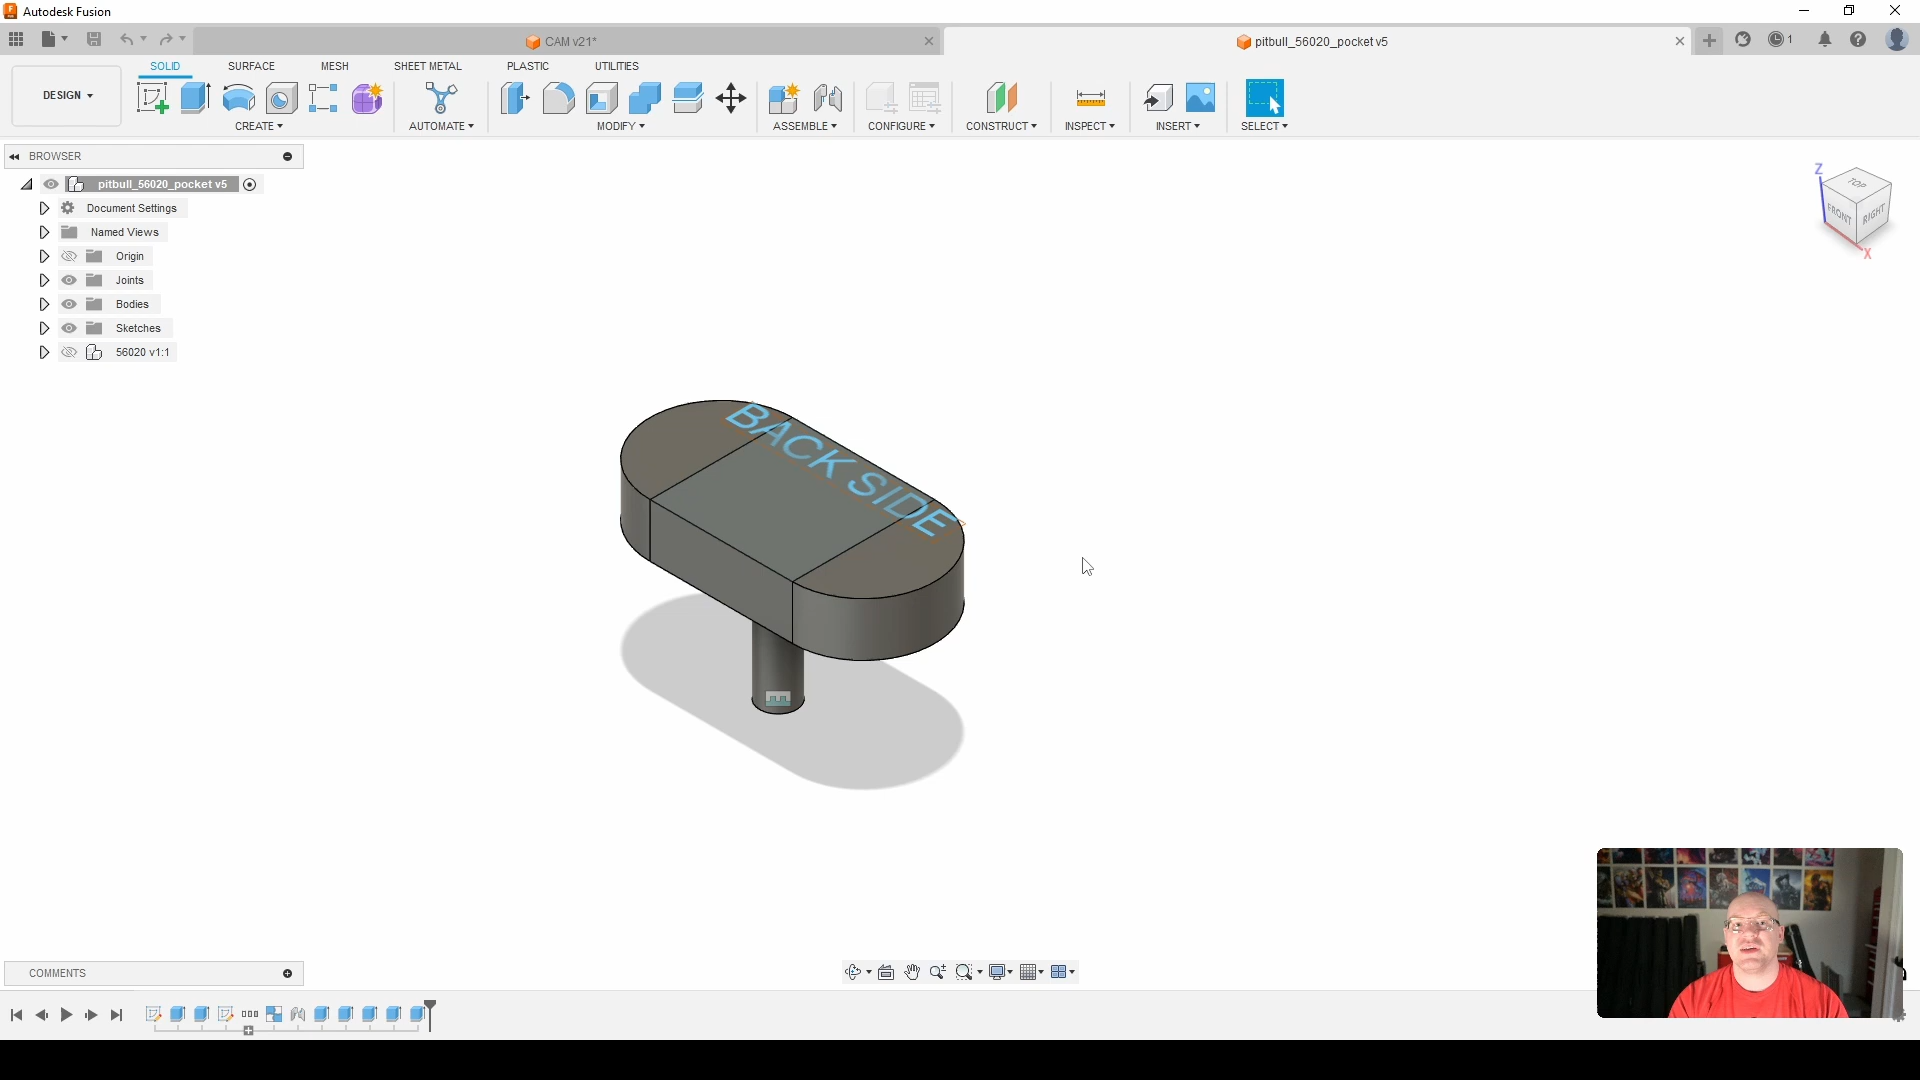 Autodesk Fusion
CAM v21*
pitbull_56020_pocket v5
1
DESIGN
SOLID
SURFACE
MESH
SHEET METAL
PLASTIC
UTILITIES
CREATE
AUTOMATE
MODIFY
ASSEMBLE
CONFIGURE
CONSTRUCT
INSPECT
INSERT
SELECT
BROWSER
pitbull_56020_pocket v5
Document Settings
Named Views
Origin
Joints
Bodies
Sketches
56020 v1:1
BACK SIDE
Z
TOP
FRONT
RIGHT
X
COMMENTS